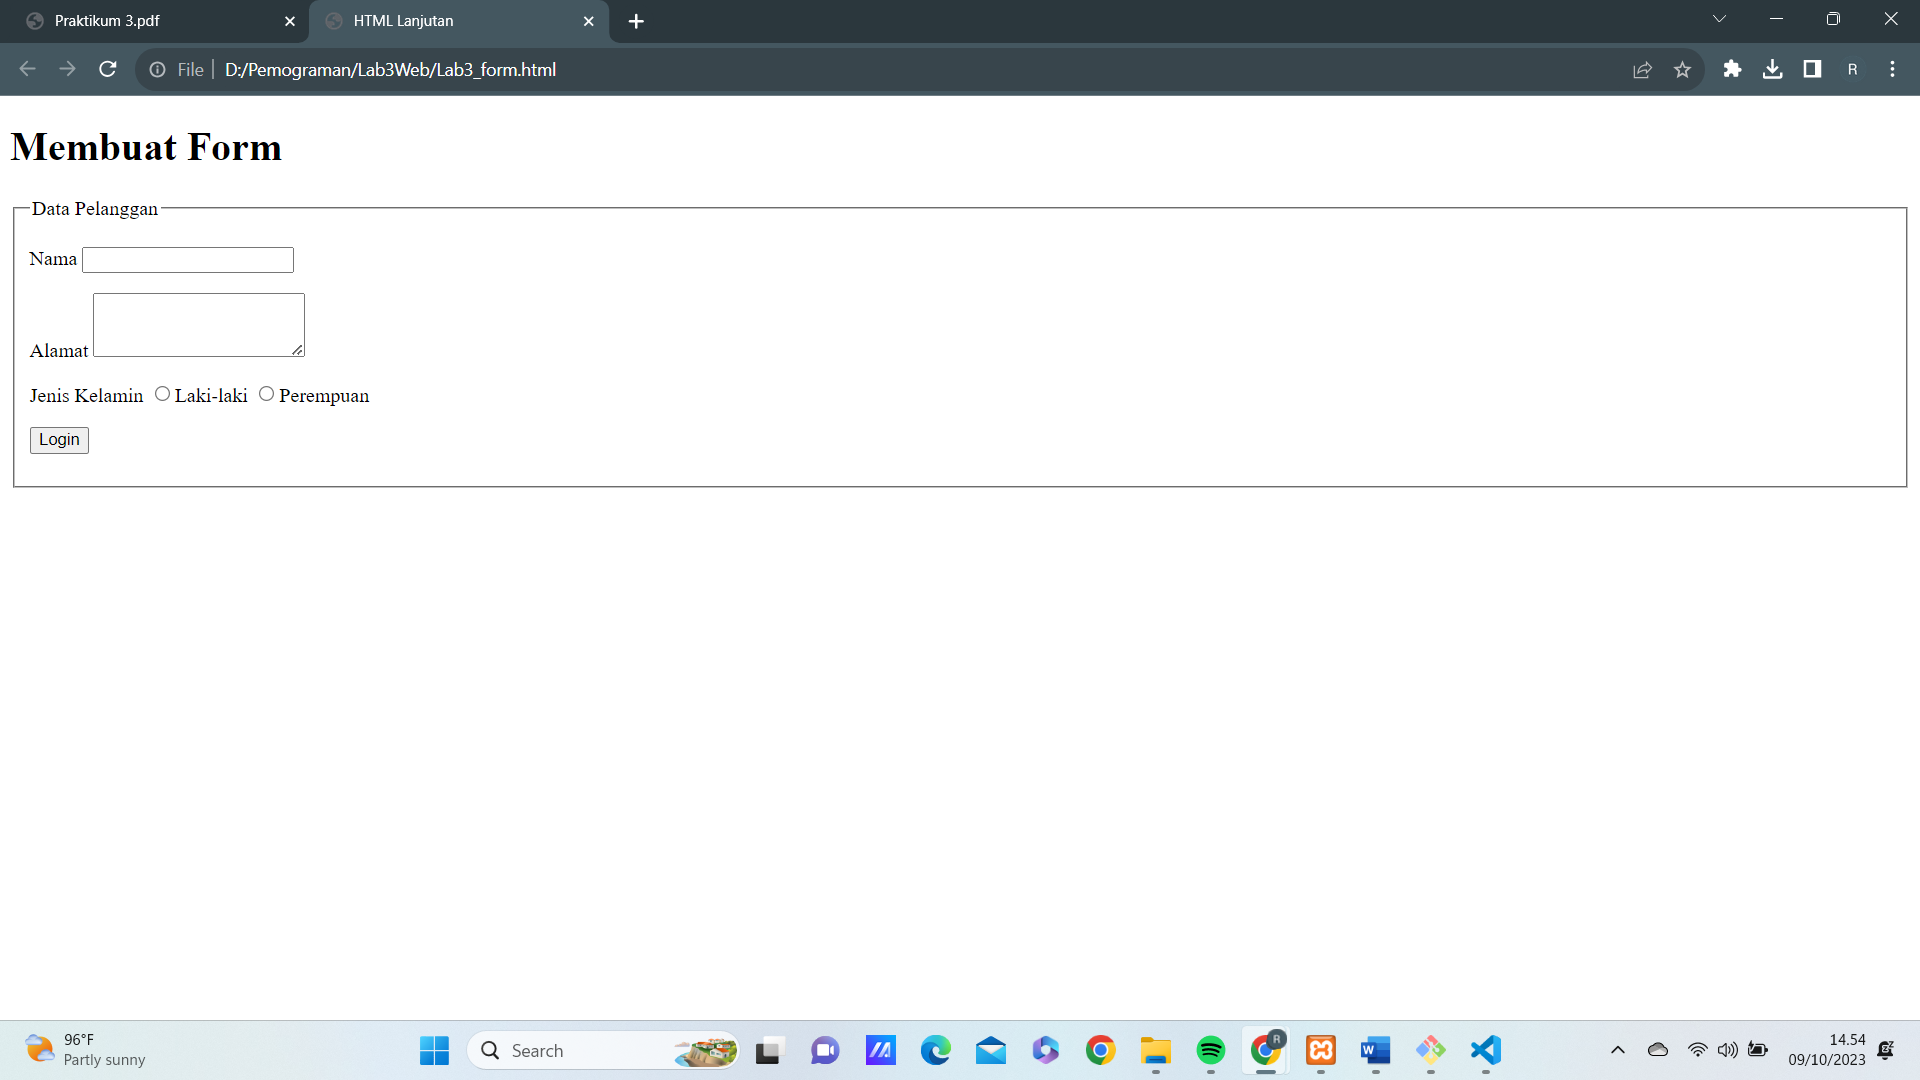 Praktikum 3.pdf
HTML Lanjutan
File
D:/Pemograman/Lab3Web/Lab3_form.html
R
Membuat Form
Data Pelanggan
Nama
Alamat
Jenis Kelamin Laki-laki Perempuan
Login
96°F
Partly sunny
Search
R
W
14.54
09/10/2023